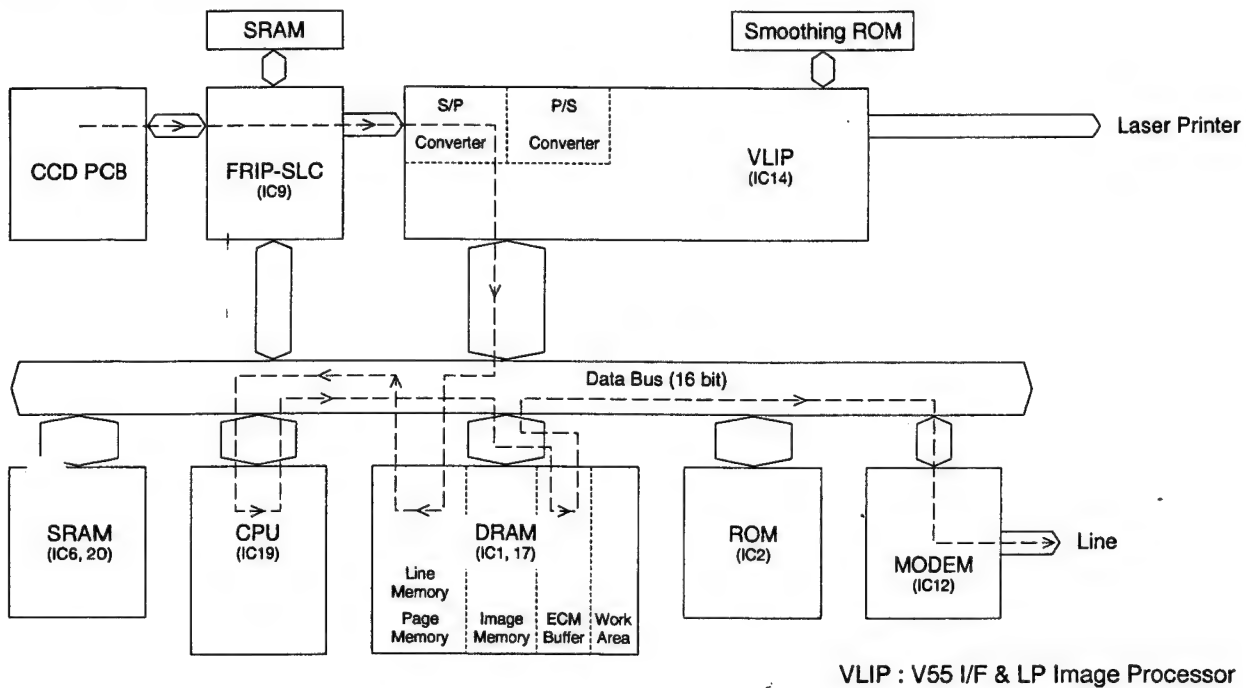 SRAM
Smoothing ROM
S/P
Converter
P/S
Converter
CCD PCB
FRIP-SLC
(IC9)
VLIP
(IC14)
Laser Printer
Data Bus (16 bit)
SRAM
(IC6, 20)
CPU
(IC19)
DRAM
(IC1, 17)
Line
Memory
Page
Memory
Image
Memory
ECM
Buffer
Work
Area
ROM
(IC2)
MODEM
(IC12)
Line
VLIP : V55 I/F & LP Image Processor